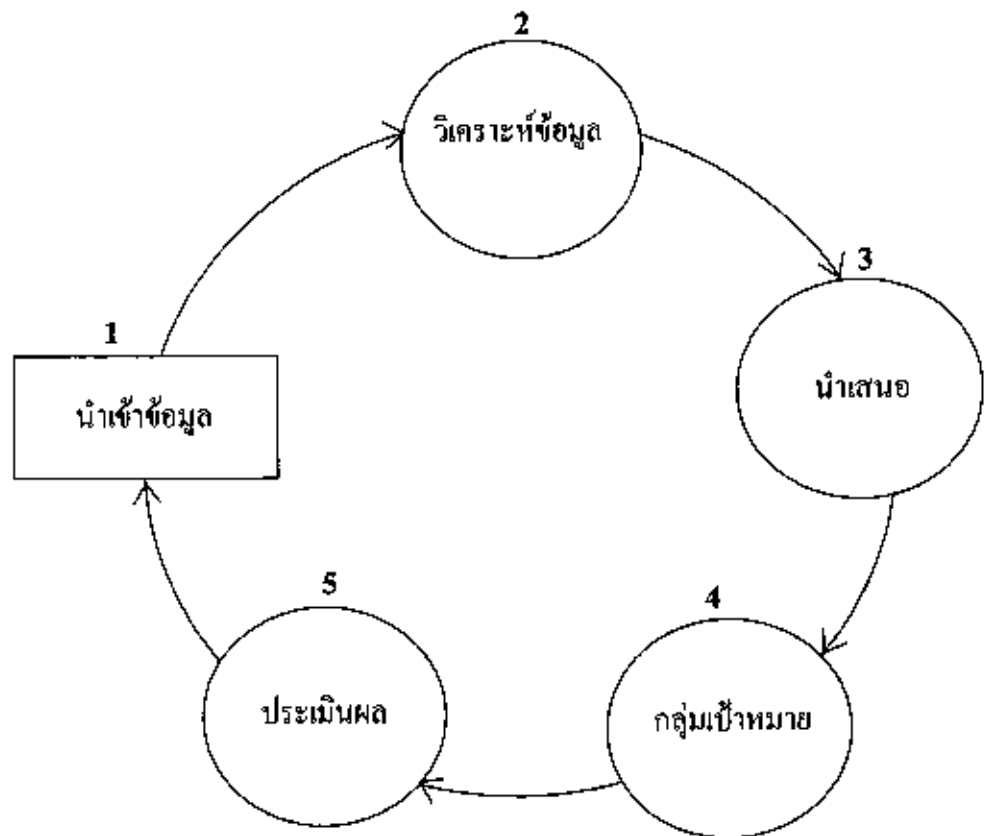 1
นำเข้าข้อมูล
2
วิเคราะห์ข้อมูล
3
นำเสนอ
4
กลุ่มเป้าหมาย
5
ประเมินผล